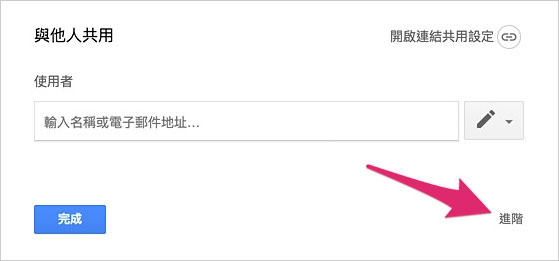 與他人共用
開啟連結共用設定
使用者
輸入名稱或電子郵件地址...
完成
進階